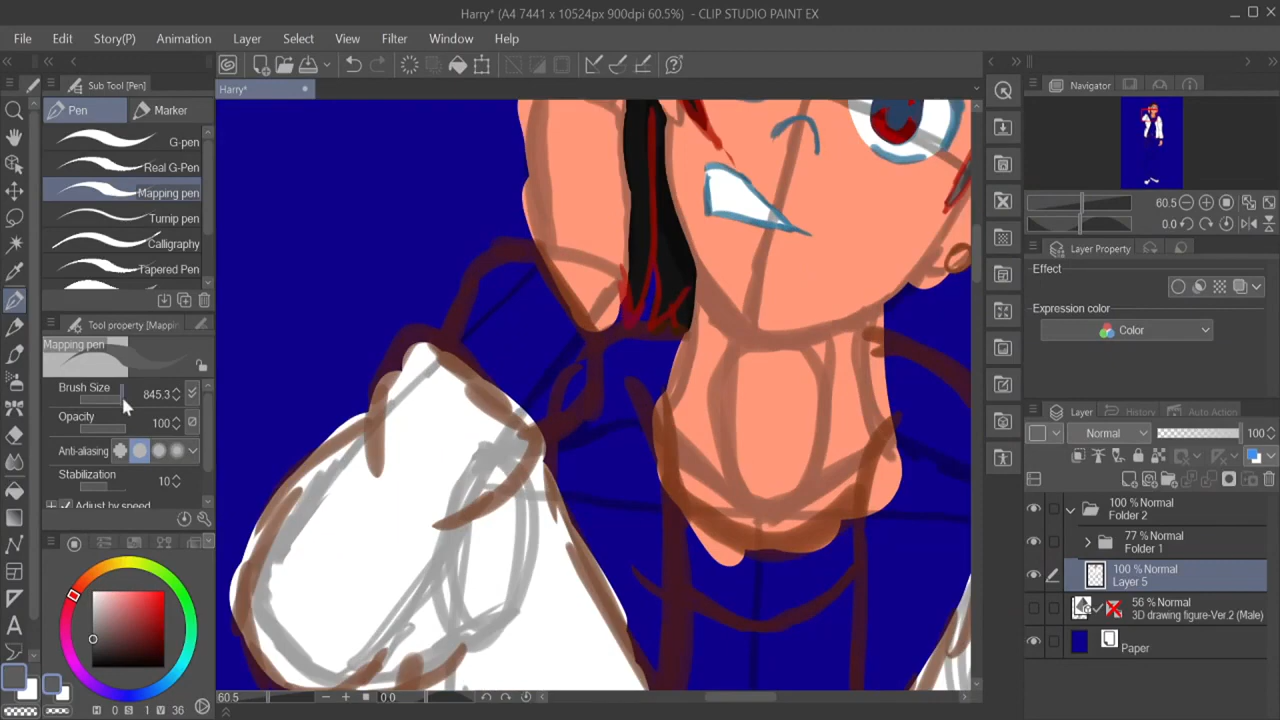 Harry* (A4 7441 x 10524px 900dpi 60.5%) - CLIP STUDIO PAINT EX
File Edit Story(P) Animation Layer Select View Filter Window Help
Sub Tool [Pen]
Harry*
Navigator
Pen
Marker
G-pen
Real G-Pen
Mapping pen
Turnip pen
Calligraphy
Tapered Pen
60.5
0.0
Layer Property
Effect
Expression color
Color
Tool property [Mappin
Mapping pen
Brush Size
845.3
Opacity
100
Anti-aliasing
Stabilization
10
Adjust by speed
Layer
History
Auto Action
Normal
100
100 % Normal
Folder 2
77 % Normal
Folder 1
100 % Normal
Layer 5
56 % Normal
3D drawing figure-Ver.2 (Male)
Paper
H 0 S 1 V 36
60.5
0.0